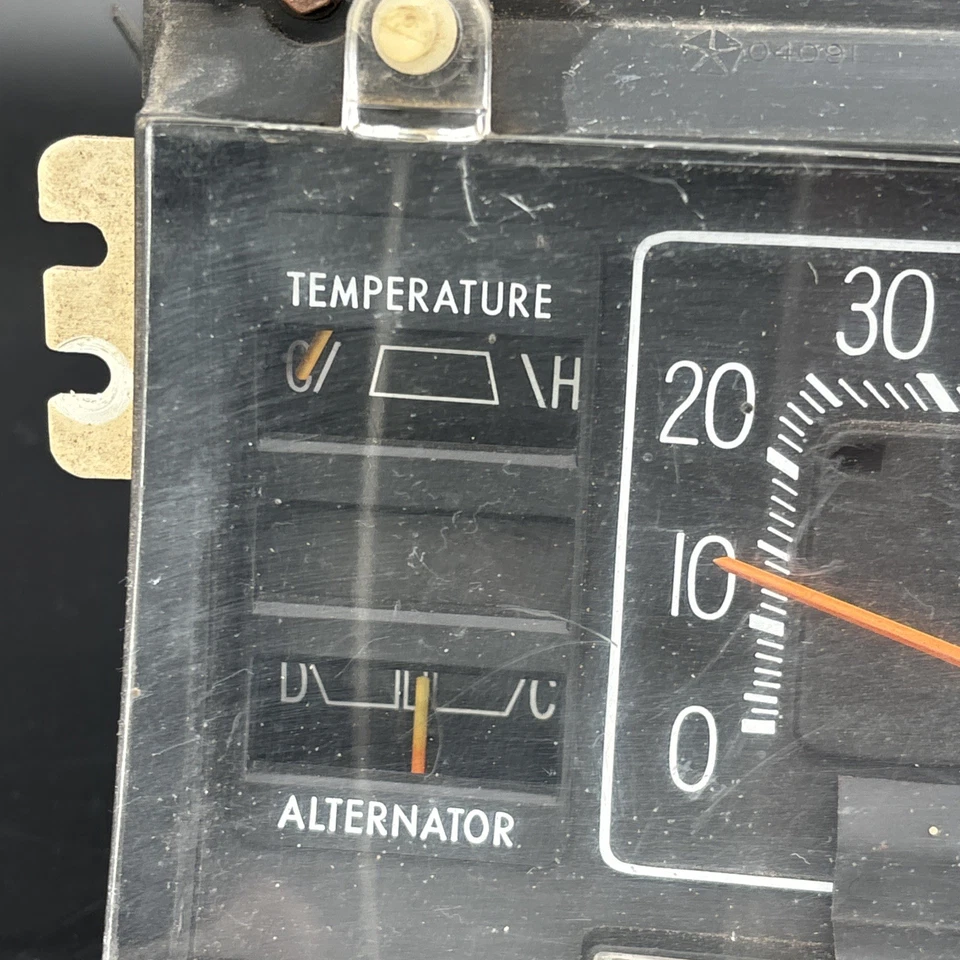 04091
TEMPERATURE
C H
30
20
10
0
D C
ALTERNATOR